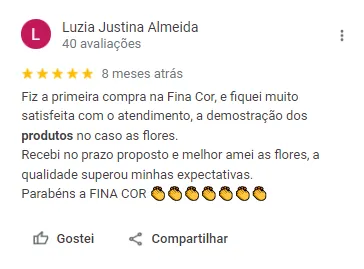 L
Luzia Justina Almeida
40 avaliações
8 meses atrás
Fiz a primeira compra na Fina Cor, e fiquei muito
satisfeita com o atendimento, a demostração dos
produtos no caso as flores.
Recebi no prazo proposto e melhor amei as flores, a
qualidade superou minhas expectativas.
Parabéns a FINA COR 👏👏👏👏👏👏👏
Gostei
Compartilhar